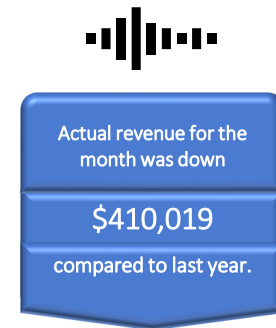 Actual revenue for the
month was down
$410,019
compared to last year.